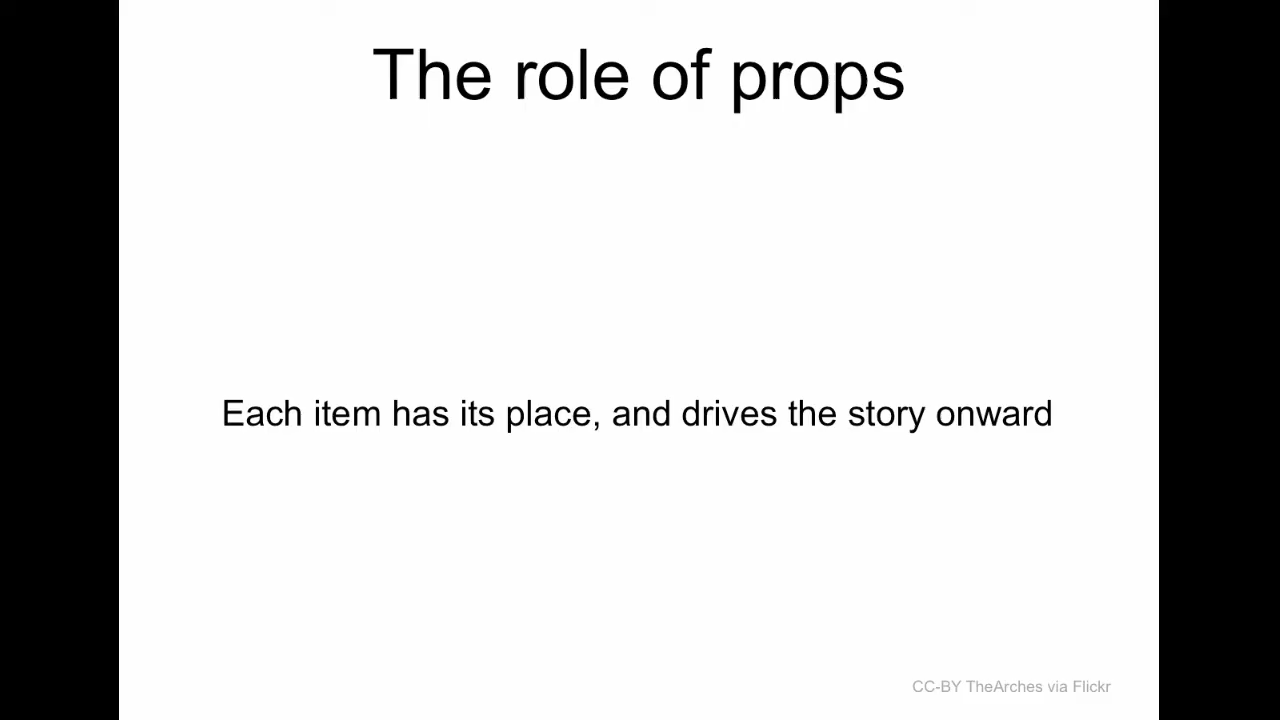 The role of props
Each item has its place, and drives the story onward
CC-BY TheArches via Flickr